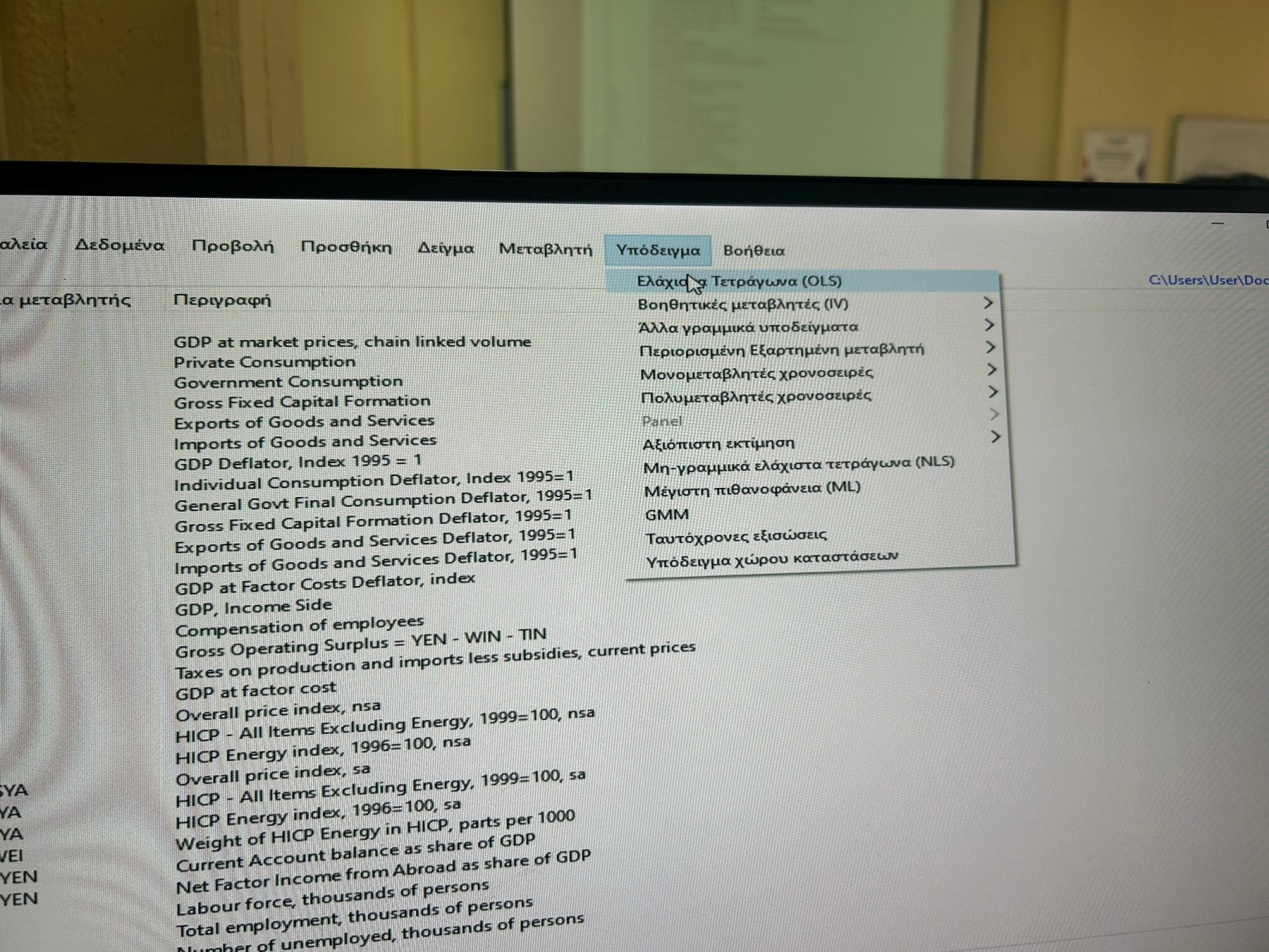 αλεία Δεδομένα Προβολή Προσθήκη Δείγμα Μεταβλητή Υπόδειγμα Βοήθεια
C:\Users\User\Doc
α μεταβλητής Περιγραφή
Ελάχιστα Τετράγωνα (OLS)
Βοηθητικές μεταβλητές (IV)
Άλλα γραμμικά υποδείγματα
Περιορισμένη Εξαρτημένη μεταβλητή
Μονομεταβλητές χρονοσειρές
Πολυμεταβλητές χρονοσειρές
Panel
Αξιόπιστη εκτίμηση
Μη-γραμμικά ελάχιστα τετράγωνα (NLS)
Μέγιστη πιθανοφάνεια (ML)
GMM
Ταυτόχρονες εξισώσεις
Υπόδειγμα χώρου καταστάσεων
GDP at market prices, chain linked volume
Private Consumption
Government Consumption
Gross Fixed Capital Formation
Exports of Goods and Services
Imports of Goods and Services
GDP Deflator, Index 1995 = 1
Individual Consumption Deflator, Index 1995=1
General Govt Final Consumption Deflator, 1995=1
Gross Fixed Capital Formation Deflator, 1995=1
Exports of Goods and Services Deflator, 1995=1
Imports of Goods and Services Deflator, 1995=1
GDP at Factor Costs Deflator, index
GDP, Income Side
Compensation of employees
Gross Operating Surplus = YEN - WIN - TIN
Taxes on production and imports less subsidies, current prices
GDP at factor cost
Overall price index, nsa
HICP - All Items Excluding Energy, 1999=100, nsa
HICP Energy index, 1996=100, nsa
Overall price index, sa
SYA HICP - All Items Excluding Energy, 1999=100, sa
YA HICP Energy index, 1996=100, sa
YA Weight of HICP Energy in HICP, parts per 1000
VEI Current Account balance as share of GDP
YEN Net Factor Income from Abroad as share of GDP
YEN Labour force, thousands of persons
Total employment, thousands of persons
Number of unemployed, thousands of persons